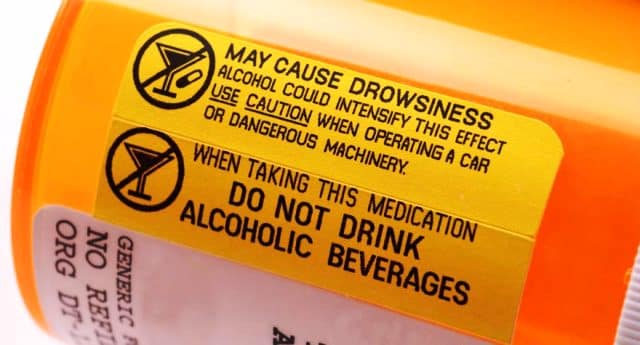 MAY CAUSE DROWSINESS
ALCOHOL COULD INTENSIFY THIS EFFECT
USE CAUTION WHEN OPERATING A CAR
OR DANGEROUS MACHINERY.
WHEN TAKING THIS MEDICATION
DO NOT DRINK
ALCOHOLIC BEVERAGES
GENERIC
NO
ORG